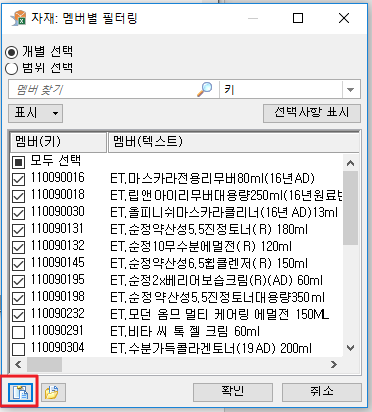 자재: 멤버별 필터링
개별 선택
범위 선택
멤버 찾기 키
표시 선택사항 표시
멤버(키) 멤버(텍스트)
모두 선택
110090016 ET.마스카라전용리무버80ml(16년AD)
110090018 ET.립앤아이리무버대용량250ml(16년원료변
110090030 ET.올피니쉬마스카라클리너(16년 AD)13ml
110090131 ET.순정약산성5.5진정토너( R) 180ml
110090132 ET.순정10무수분에멀전( R) 120ml
110090145 ET.순정약산성6.5휩클렌저( R) 150ml
110090195 ET.순정2x베리어보습크림(R)(AD) 60ml
110090198 ET.순정약산성5.5진정토너대용량350ml
110090232 ET.모던 옴므 멀티 케어링 에멀전 150ML
110090291 ET.비타 씨 톡 젤 크림 60ml
110090304 ET.수분가득콜라겐토너(19AD) 200ml
확인 취소